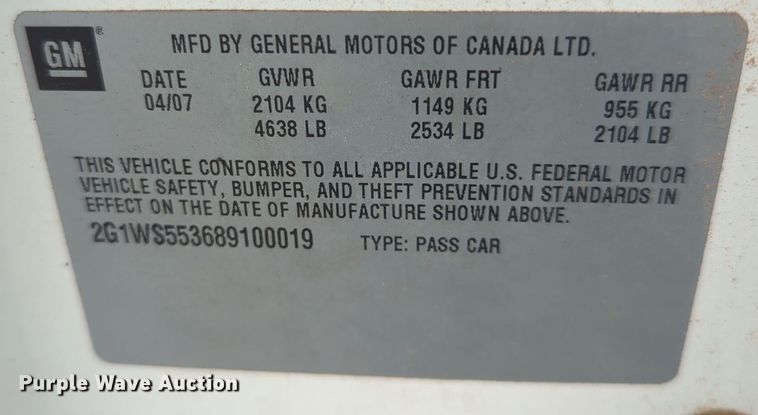 GM®
MFD BY GENERAL MOTORS OF CANADA LTD.
DATE GVWR GAWR FRT GAWR RR
04/07 2104 KG 1149 KG 955 KG
4638 LB 2534 LB 2104 LB
THIS VEHICLE CONFORMS TO ALL APPLICABLE U.S. FEDERAL MOTOR
VEHICLE SAFETY, BUMPER, AND THEFT PREVENTION STANDARDS IN
EFFECT ON THE DATE OF MANUFACTURE SHOWN ABOVE.
2G1WS553689100019 TYPE: PASS CAR
Purple Wave Auction